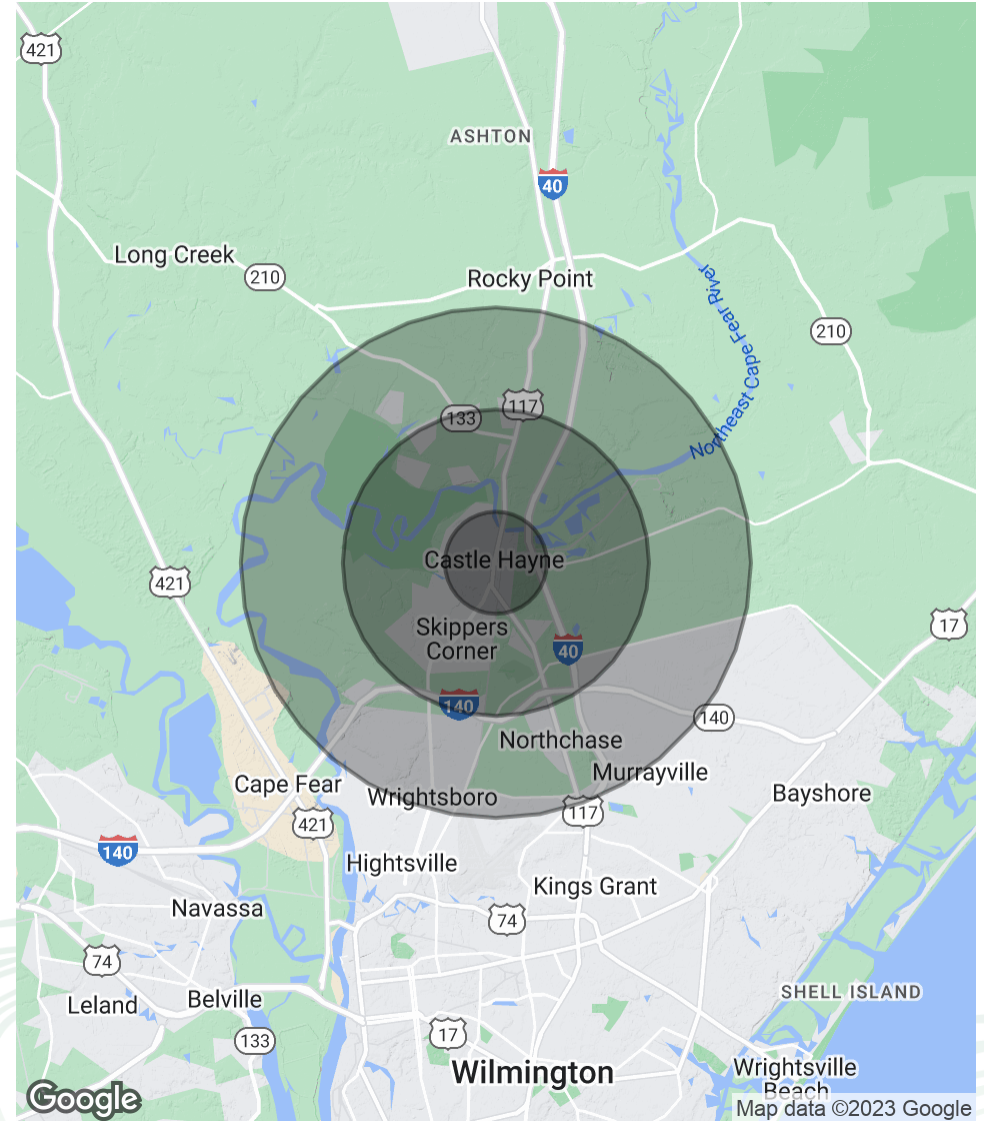 421
ASHTON
40
Long Creek
210
Rocky Point
Northeast Cape Fear River
210
117
133
Castle Hayne
421
Skippers
Corner
17
40
140
140
Northchase
Murrayville
Cape Fear
Wrightsboro
Bayshore
421
117
140
Hightsville
Kings Grant
Navassa
74
74
SHELL ISLAND
Leland
Belville
17
133
Wilmington
Wrightsville
Beach
Google
Map data ©2023 Google